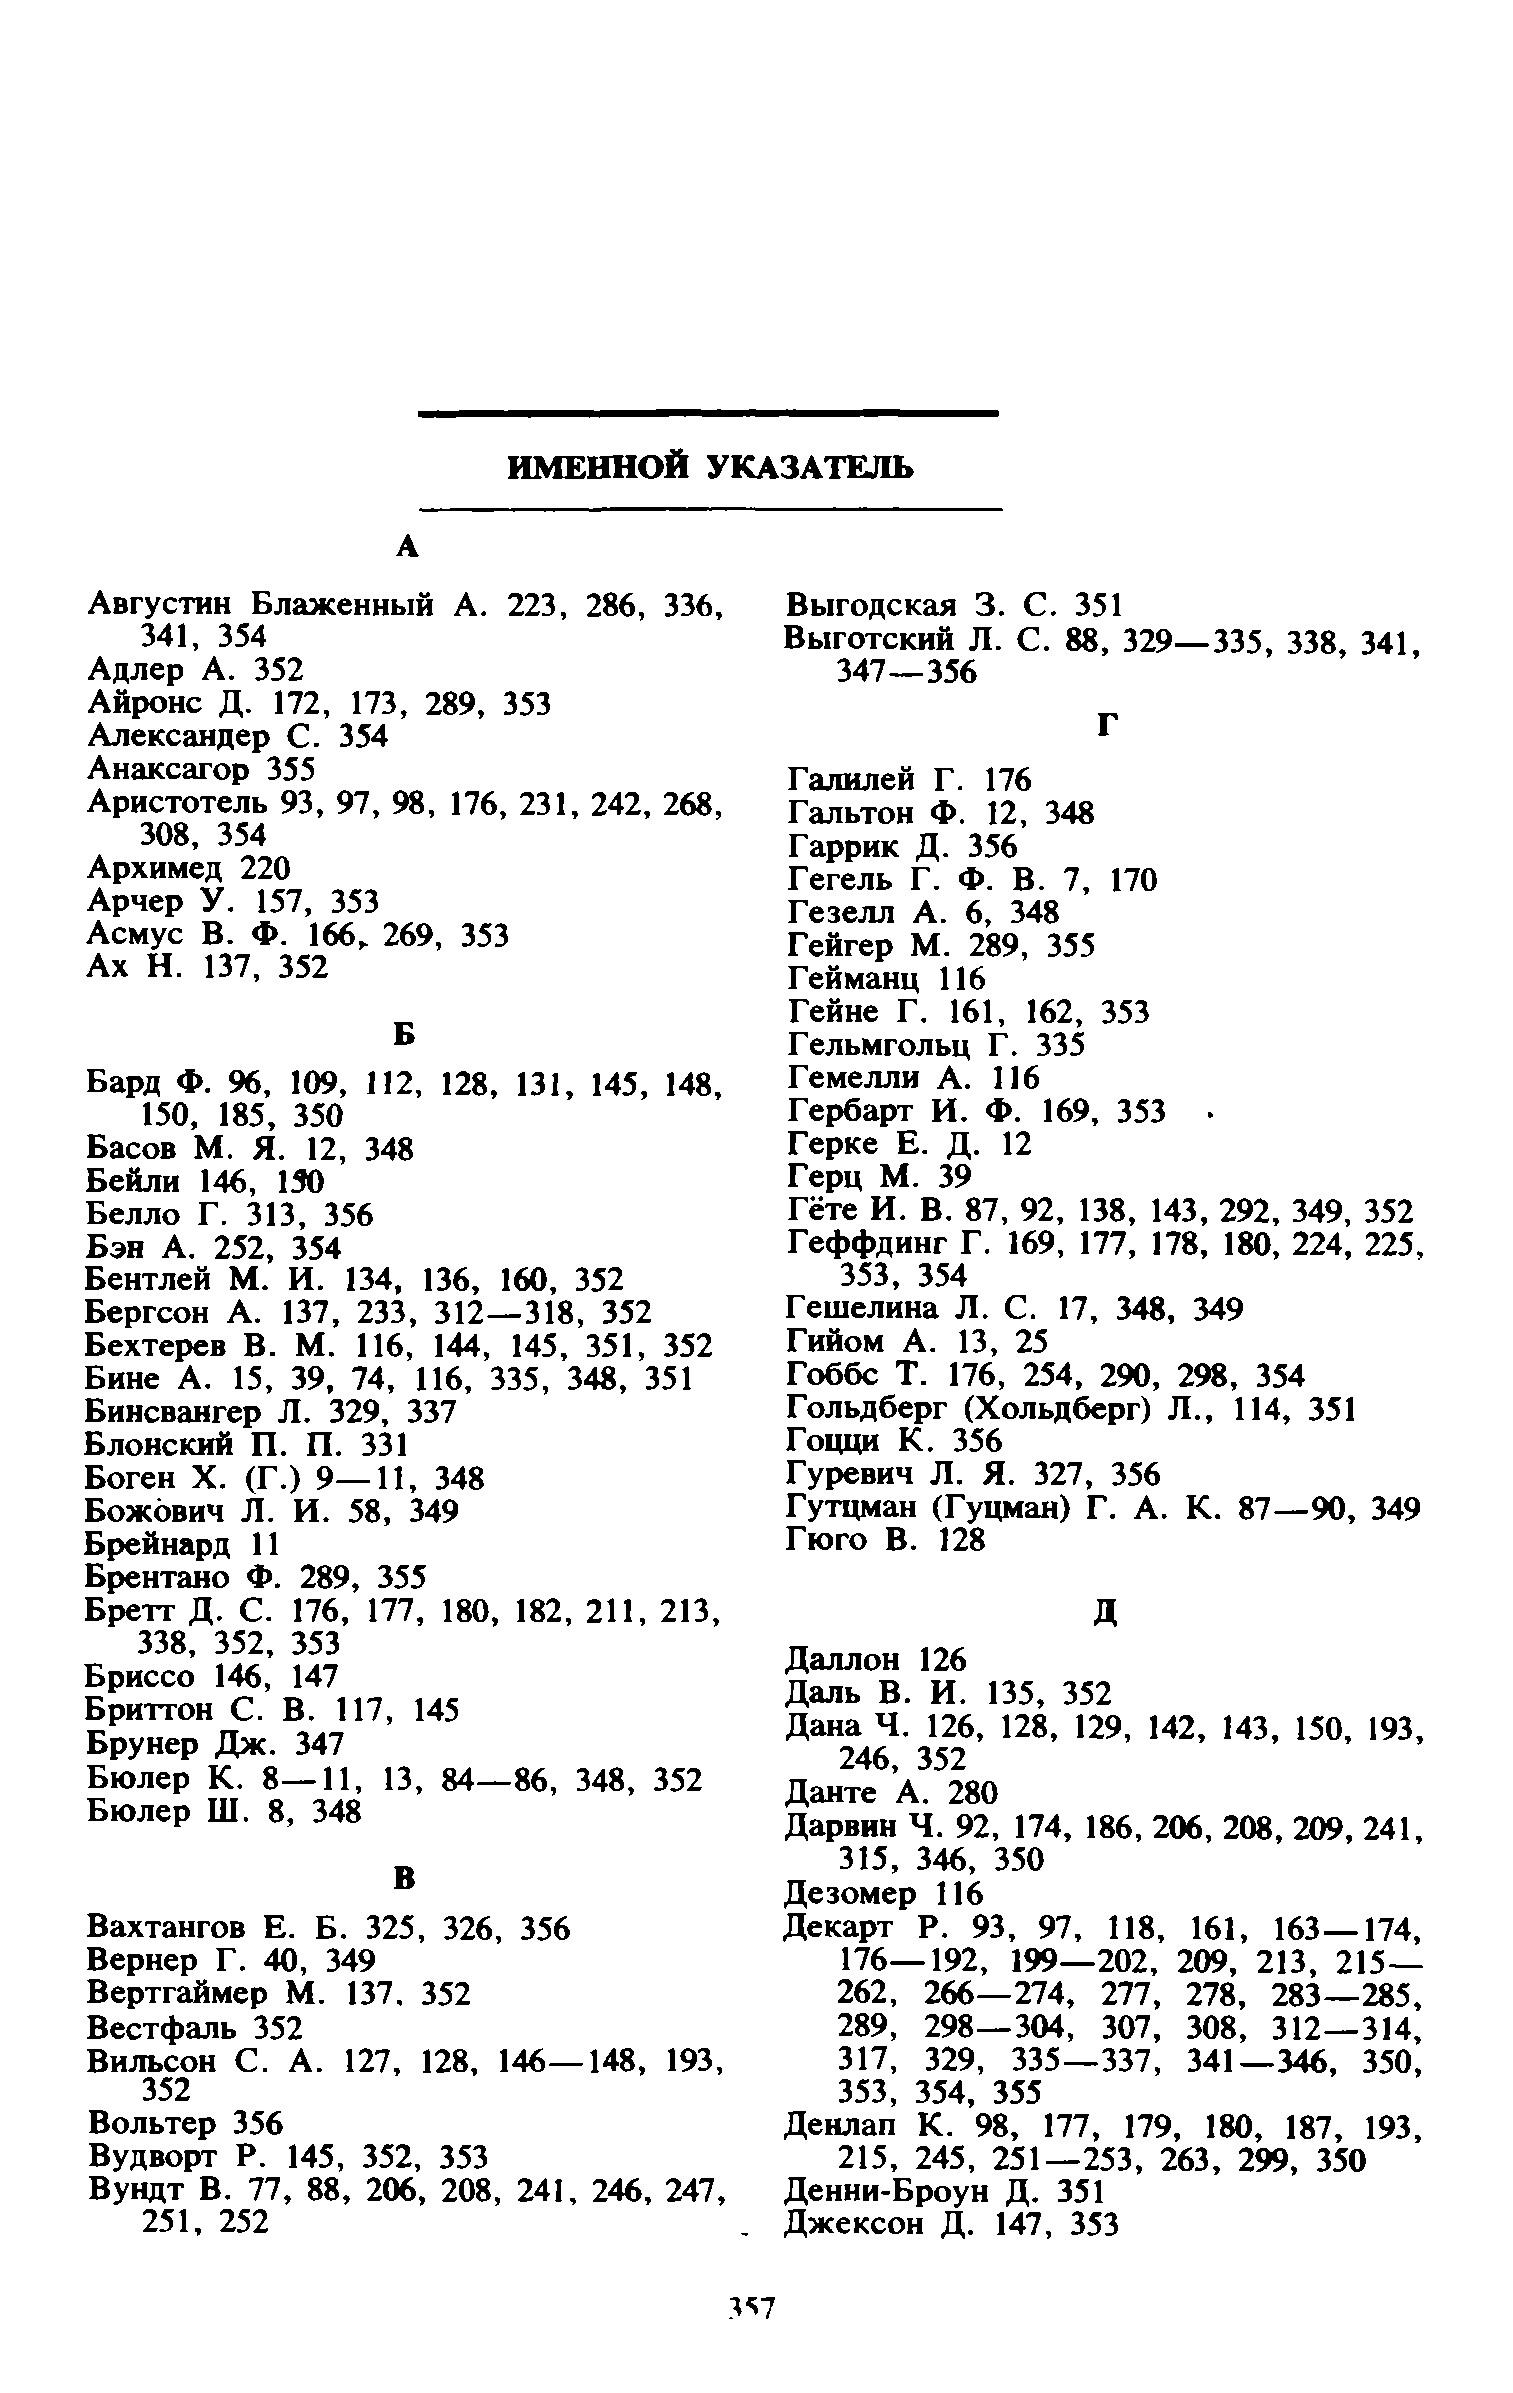 ИМЕННОЙ УКАЗАТЕЛЬ
А
Августин Блаженный А. 223, 286, 336,
341, 354
Адлер А. 352
Айронс Д. 172, 173, 289, 353
Александер С. 354
Анаксагор 355
Аристотель 93, 97, 98, 176, 231, 242, 268,
308, 354
Архимед 220
Арчер У. 157, 353
Асмус В. Ф. 166, 269, 353
Ах Н. 137, 352
Б
Бард Ф. 96, 109, 112, 128, 131, 145, 148,
150, 185, 350
Басов М. Я. 12, 348
Бейли 146, 150
Белло Г. 313, 356
Бэн А. 252, 354
Бентлей М. И. 134, 136, 160, 352
Бергсон А. 137, 233, 312—318, 352
Бехтерев В. М. 116, 144, 145, 351, 352
Бине А. 15, 39, 74, 116, 335, 348, 351
Бинсвангер Л. 329, 337
Блонский П. П. 331
Боген Х. (Г.) 9—11, 348
Божович Л. И. 58, 349
Брейнард 11
Брентано Ф. 289, 355
Бретт Д. С. 176, 177, 180, 182, 211, 213,
338, 352, 353
Бриссо 146, 147
Бриттон С. В. 117, 145
Брунер Дж. 347
Бюлер К. 8—11, 13, 84—86, 348, 352
Бюлер Ш. 8, 348
В
Вахтангов Е. Б. 325, 326, 356
Вернер Г. 40, 349
Вертгаймер М. 137. 352
Вестфаль 352
Вильсон С. А. 127, 128, 146—148, 193,
352
Вольтер 356
Вудворт Р. 145, 352, 353
Вундт В. 77, 88, 206, 208, 241, 246, 247,
251, 252
Выгодская З. С. 351
Выготский Л. С. 88, 329—335, 338, 341,
347—356
Г
Галилей Г. 176
Гальтон Ф. 12, 348
Гаррик Д. 356
Гегель Г. Ф. В. 7, 170
Гезелл А. 6, 348
Гейгер М. 289, 355
Гейманц 116
Гейне Г. 161, 162, 353
Гельмгольц Г. 335
Гемелли А. 116
Гербарт И. Ф. 169, 353
Герке Е. Д. 12
Герц М. 39
Гёте И. В. 87, 92, 138, 143, 292, 349, 352
Геффдинг Г. 169, 177, 178, 180, 224, 225,
353, 354
Гешелина Л. С. 17, 348, 349
Гийом А. 13, 25
Гоббс Т. 176, 254, 290, 298, 354
Гольдберг (Хольдберг) Л., 114, 351
Гоцци К. 356
Гуревич Л. Я. 327, 356
Гутцман (Гуцман) Г. А. К. 87—90, 349
Гюго В. 128
Д
Даллон 126
Даль В. И. 135, 352
Дана Ч. 126, 128, 129, 142, 143, 150, 193,
246, 352
Данте А. 280
Дарвин Ч. 92, 174, 186, 206, 208, 209, 241,
315, 346, 350
Дезомер 116
Декарт Р. 93, 97, 118, 161, 163—174,
176—192, 199—202, 209, 213, 215—
262, 266—274, 277, 278, 283—285,
289, 298—304, 307, 308, 312—314,
317, 329, 335—337, 341—346, 350,
353, 354, 355
Денлап К. 98, 177, 179, 180, 187, 193,
215, 245, 251—253, 263, 299, 350
Денни-Броун Д. 351
Джексон Д. 147, 353
357